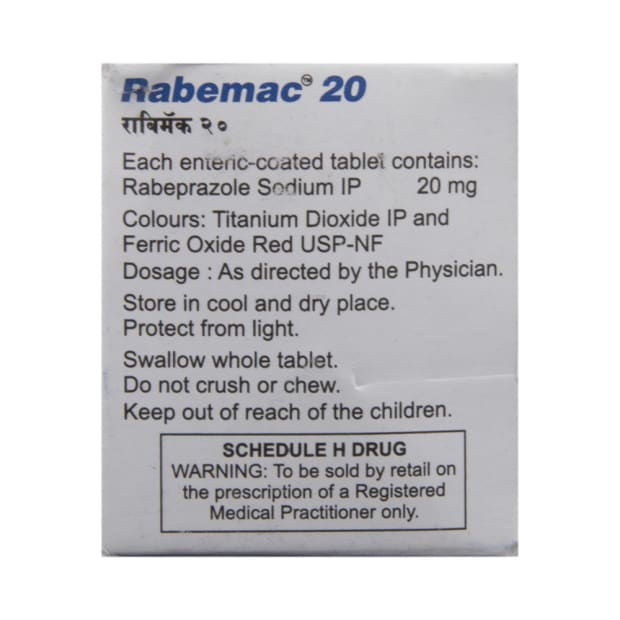 Rabemac™ 20
राबिमॅक २०
Each enteric-coated tablet contains:
Rabeprazole Sodium IP 20 mg
Colours: Titanium Dioxide IP and
Ferric Oxide Red USP-NF
Dosage : As directed by the Physician.
Store in cool and dry place.
Protect from light.
Swallow whole tablet.
Do not crush or chew.
Keep out of reach of the children.
SCHEDULE H DRUG
WARNING: To be sold by retail on
the prescription of a Registered
Medical Practitioner only.